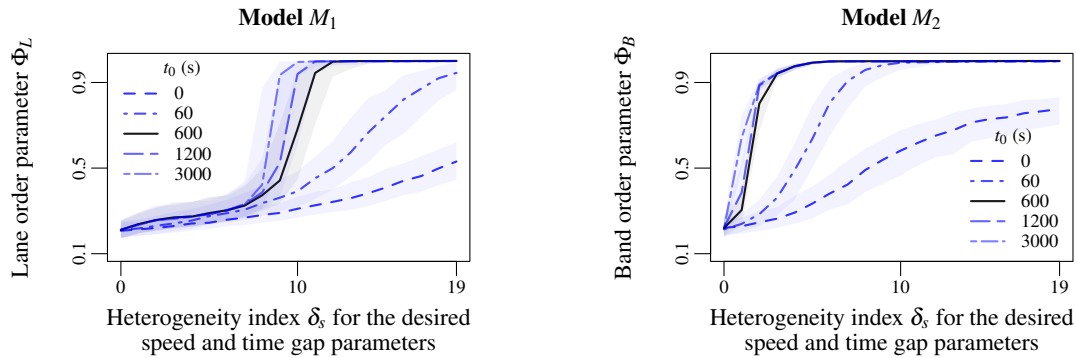 Model M1
Lane order parameter ΦL
0.9
0.5
0.1
t0 (s)
0
60
600
1200
3000
0
10
19
Heterogeneity index δs for the desired
speed and time gap parameters
Model M2
Band order parameter ΦB
0.9
0.5
0.1
t0 (s)
0
60
600
1200
3000
0
10
19
Heterogeneity index δs for the desired
speed and time gap parameters